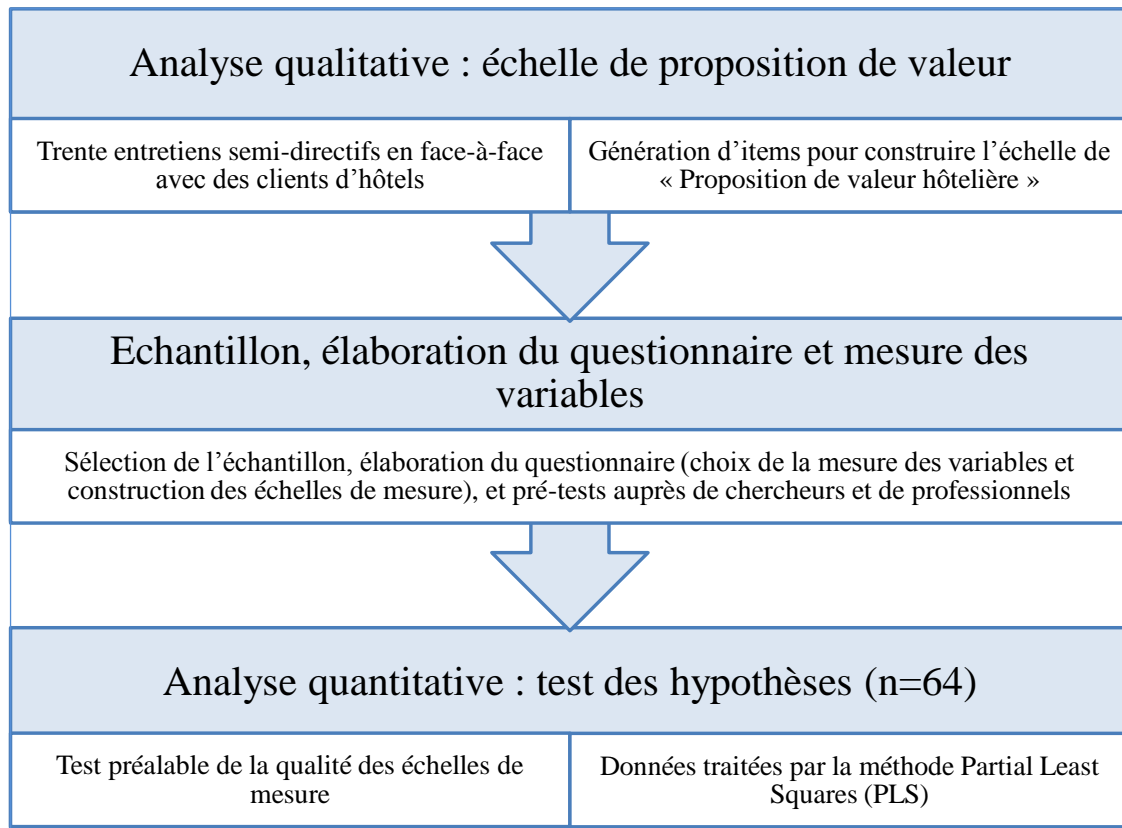 Analyse qualitative : échelle de proposition de valeur
Trente entretiens semi-directifs en face-à-face
avec des clients d’hôtels
Génération d’items pour construire l’échelle de
« Proposition de valeur hôtelière »
Echantillon, élaboration du questionnaire et mesure des
variables
Sélection de l’échantillon, élaboration du questionnaire (choix de la mesure des variables et
construction des échelles de mesure), et pré-tests auprès de chercheurs et de professionnels
Analyse quantitative : test des hypothèses (n=64)
Test préalable de la qualité des échelles de
mesure
Données traitées par la méthode Partial Least
Squares (PLS)